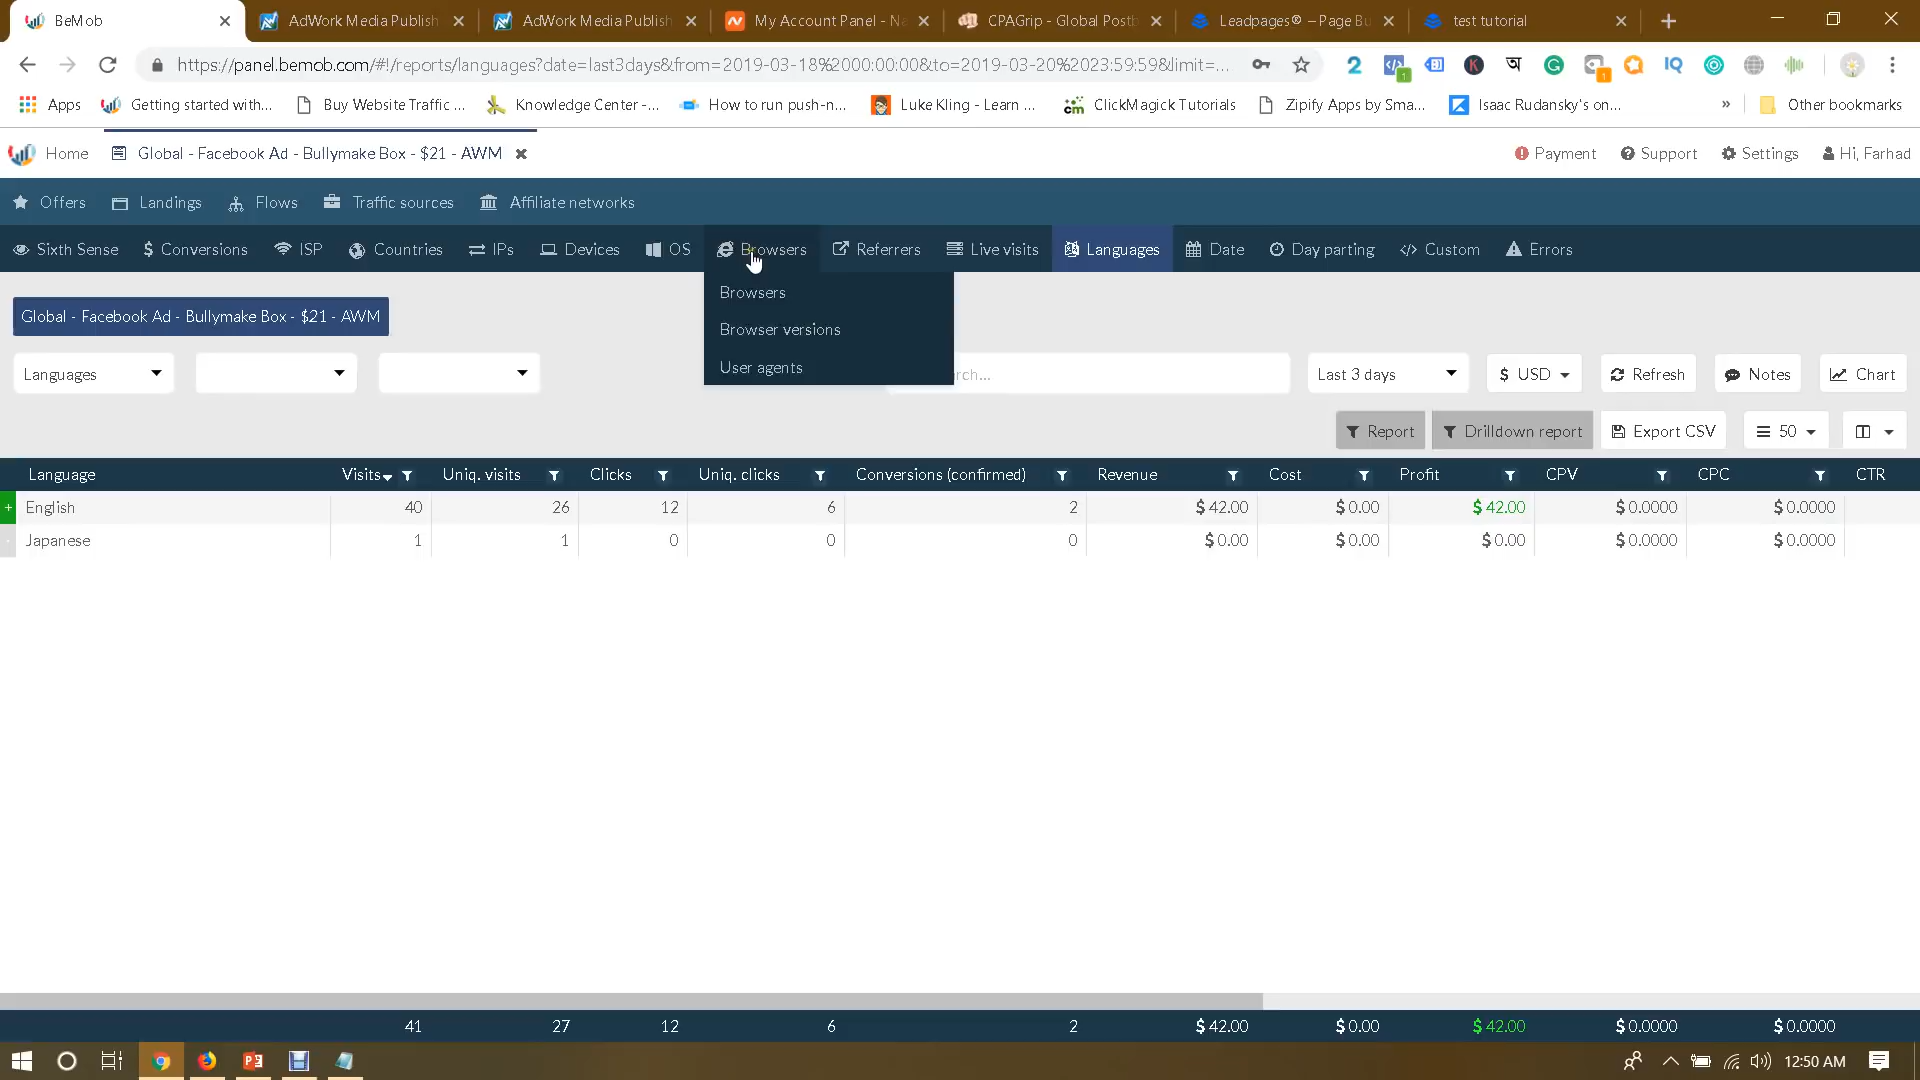 BeMob
AdWork Media Publish
AdWork Media Publish
My Account Panel - Na
CPAGrip - Global Postb
Leadpages® – Page Bu
test tutorial
https://panel.bemob.com/#!/reports/languages?date=last3days&from=2019-03-18%2000:00:00&to=2019-03-20%2023:59:59&limit=...
Apps
Getting started with...
Buy Website Traffic ...
Knowledge Center -...
How to run push-n...
Luke Kling - Learn ...
ClickMagick Tutorials
Zipify Apps by Sma...
Isaac Rudansky's on...
»
Other bookmarks
Home
Global - Facebook Ad - Bullymake Box - $21 - AWM
Payment
Support
Settings
Hi, Farhad
Offers
Landings
Flows
Traffic sources
Affiliate networks
Sixth Sense
$ Conversions
ISP
Countries
IPs
Devices
OS
Browsers
Referrers
Live visits
Languages
Date
Day parting
Custom
Errors
Browsers
Browser versions
User agents
Global - Facebook Ad - Bullymake Box - $21 - AWM
Languages
rch...
Last 3 days
$ USD
Refresh
Notes
Chart
Report
Drilldown report
Export CSV
50
Language Visits Uniq. visits Clicks Uniq. clicks Conversions (confirmed) Revenue Cost Profit CPV CPC CTR
+ English 40 26 12 6 2 $ 42.00 $ 0.00 $ 42.00 $ 0.0000 $ 0.0000
Japanese 1 1 0 0 0 $ 0.00 $ 0.00 $ 0.00 $ 0.0000 $ 0.0000
41 27 12 6 2 $ 42.00 $ 0.00 $ 42.00 $ 0.0000 $ 0.0000
12:50 AM